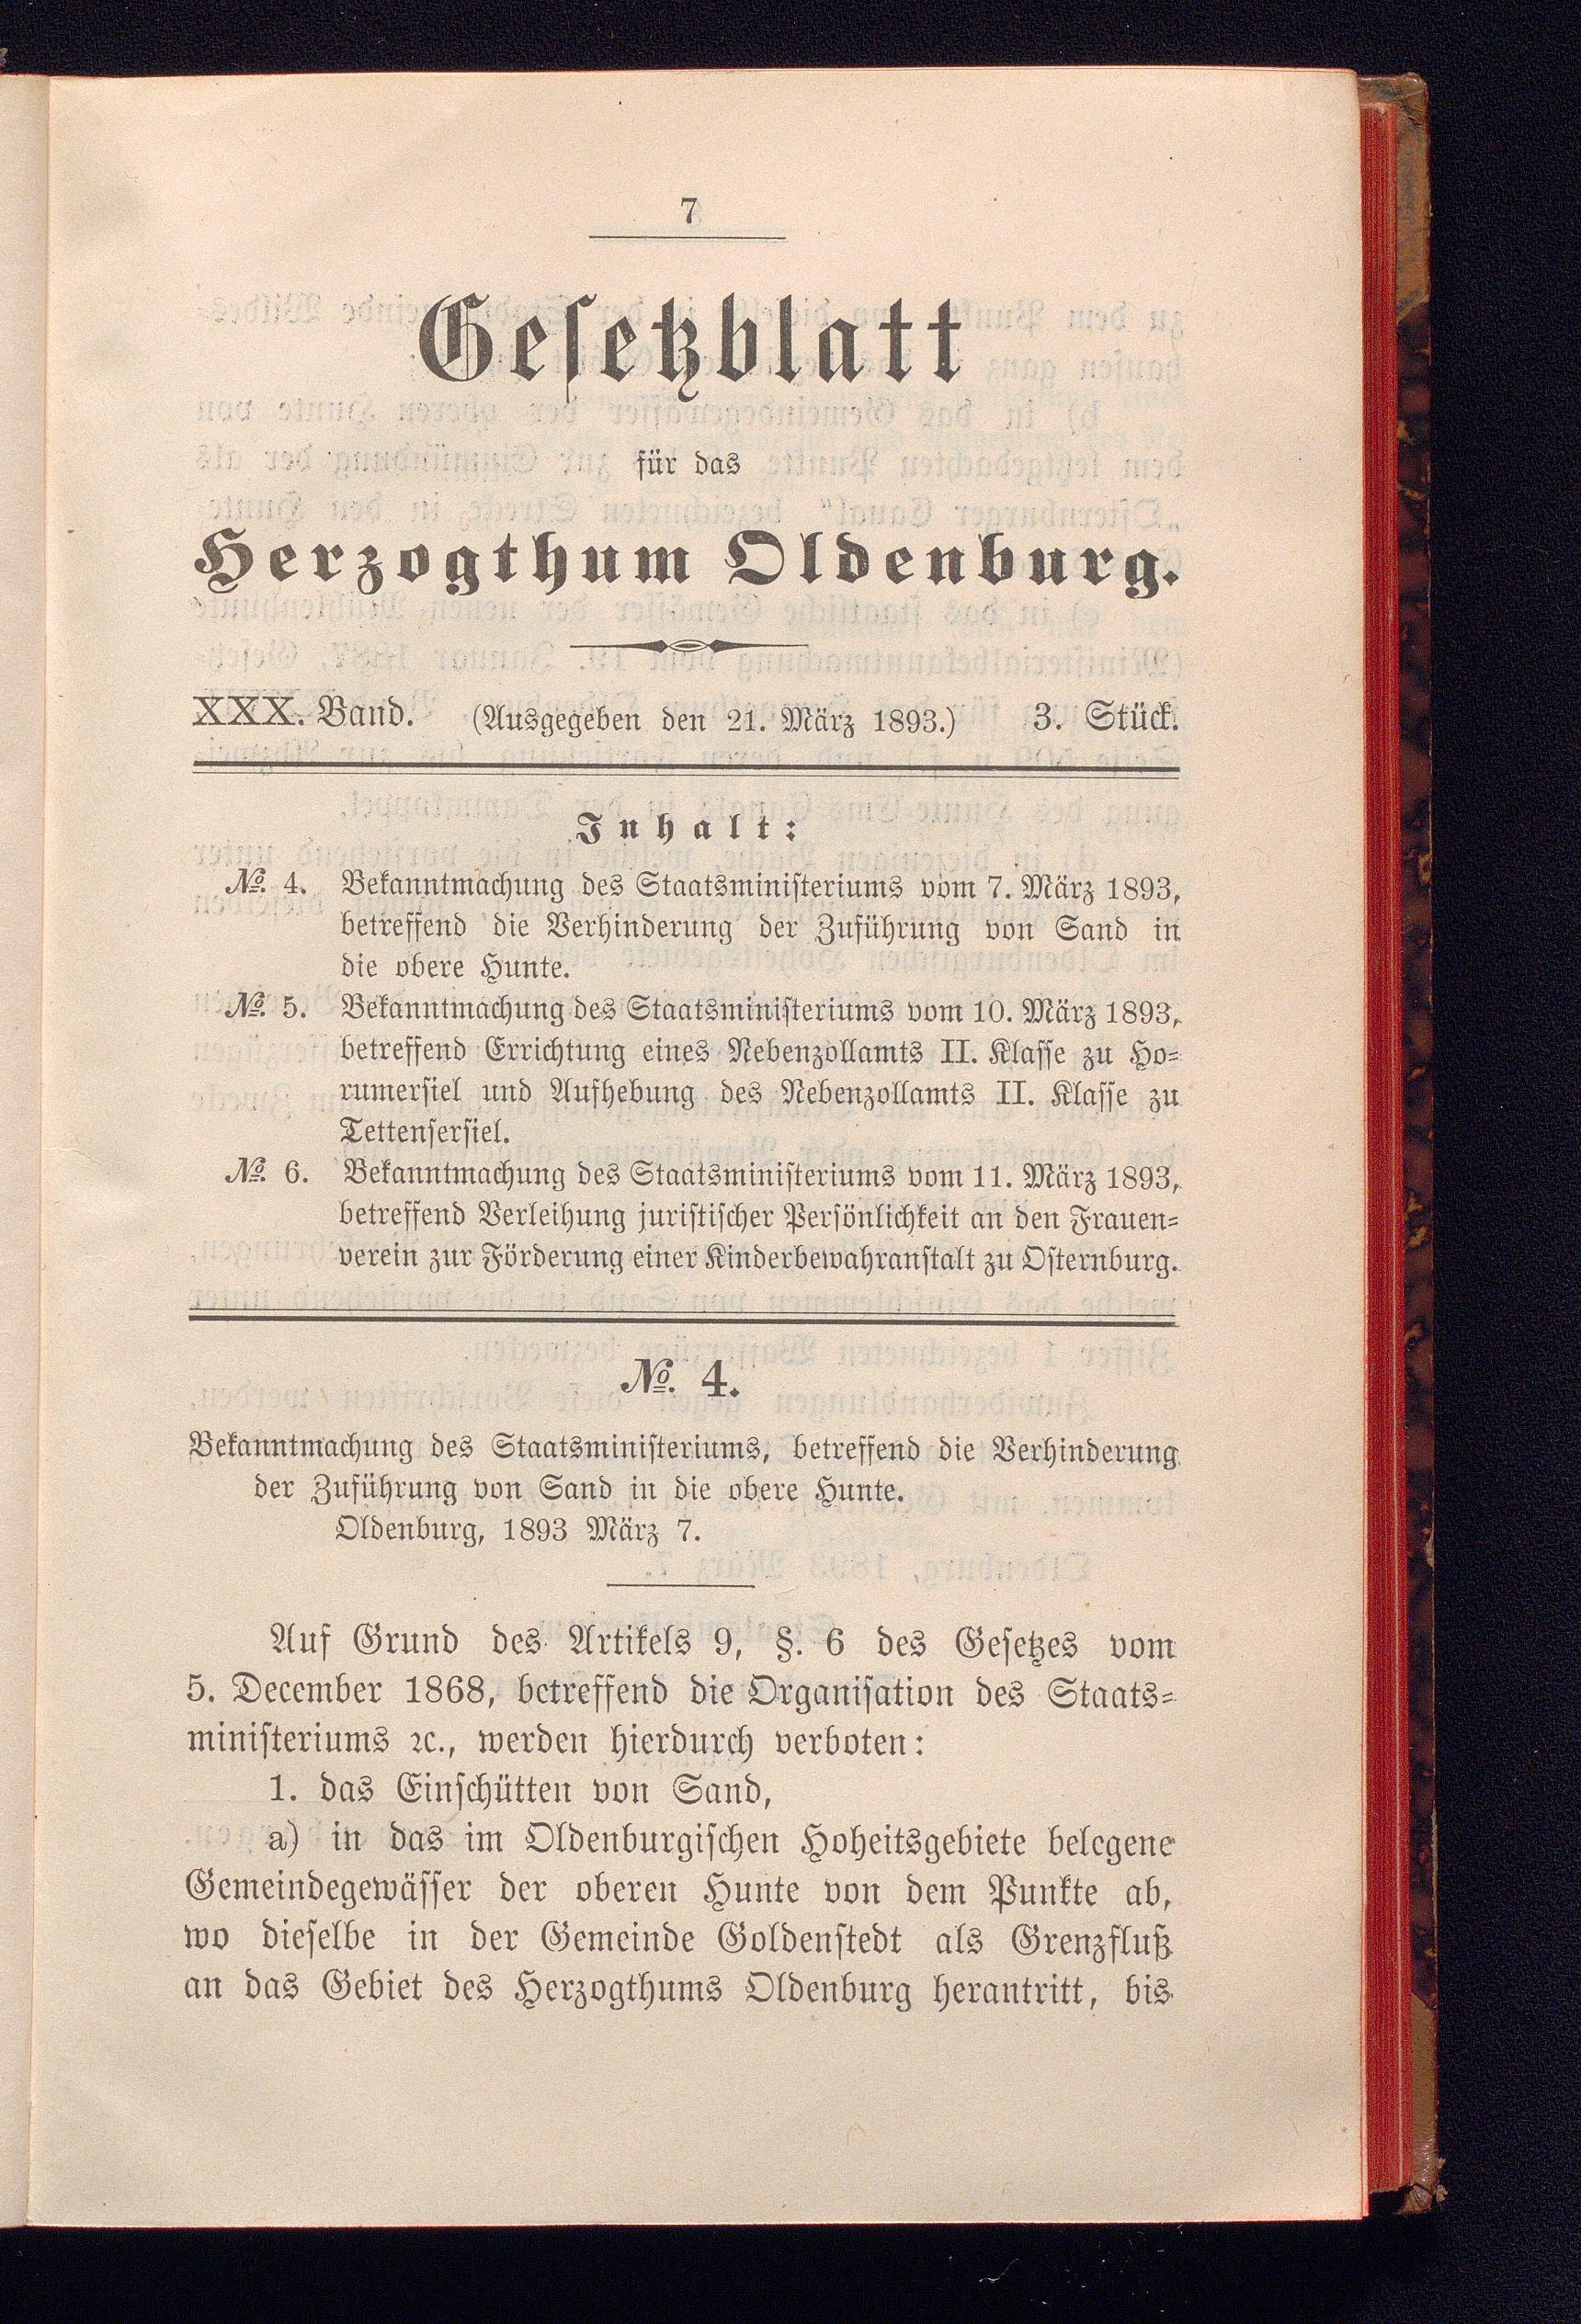 7
Gesetzblatt
für das
Herzogthum Oldenburg.
XXX. Band. (Ausgegeben den 21. März 1893.) 3. Stück.
Inhalt:
№. 4. Bekanntmachung des Staatsministeriums vom 7. März 1893,
betreffend die Verhinderung der Zuführung von Sand in
die obere Hunte.
№. 5. Bekanntmachung des Staatsministeriums vom 10. März 1893,
betreffend Errichtung eines Nebenzollamts II. Klasse zu Ho-
rumersiel und Aufhebung des Nebenzollamts II. Klasse zu
Tettensersiel.
№. 6. Bekanntmachung des Staatsministeriums vom 11. März 1893,
betreffend Verleihung juristischer Persönlichkeit an den Frauen-
verein zur Förderung einer Kinderbewahranstalt zu Osternburg.
№. 4.
Bekanntmachung des Staatsministeriums, betreffend die Verhinderung
der Zuführung von Sand in die obere Hunte.
Oldenburg, 1893 März 7.
Auf Grund des Artikels 9, §. 6 des Gesetzes vom
5. December 1868, betreffend die Organisation des Staats-
ministeriums ꝛc., werden hierdurch verboten:
1. das Einschütten von Sand,
a) in das im Oldenburgischen Hoheitsgebiete belegene
Gemeindegewässer der oberen Hunte von dem Punkte ab,
wo dieselbe in der Gemeinde Goldenstedt als Grenzfluß
an das Gebiet des Herzogthums Oldenburg herantritt, bis